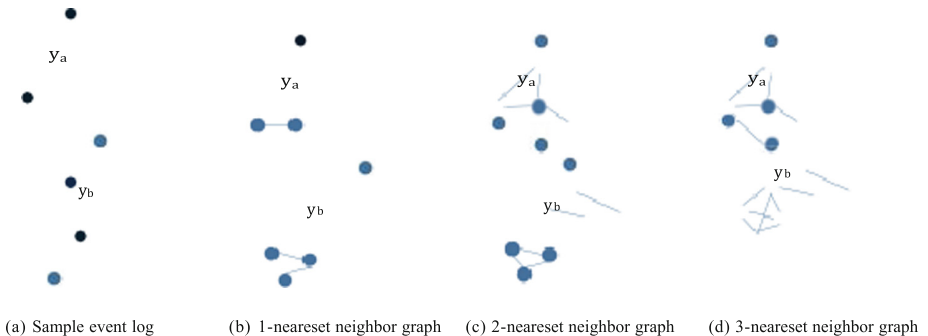 ya
yb
ya
yb
ya
yb
ya
yb
(a) Sample event log
(b) 1-neareset neighbor graph
(c) 2-neareset neighbor graph
(d) 3-neareset neighbor graph